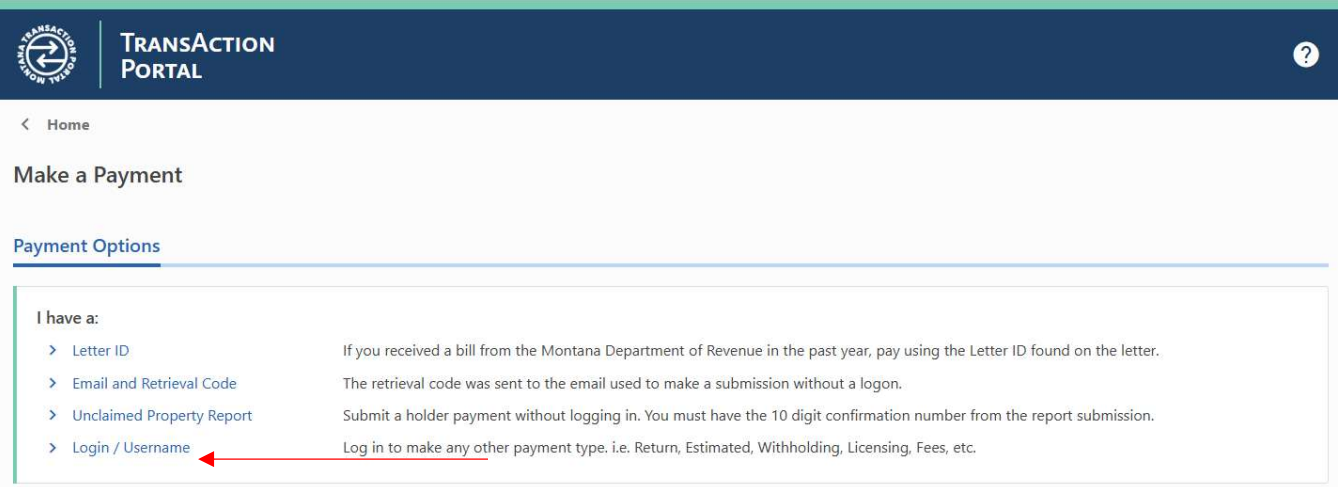 MONTANA TRANSACTION PORTAL
TRANSACTION
PORTAL
?
Home
Make a Payment
Payment Options
I have a:
Letter ID If you received a bill from the Montana Department of Revenue in the past year, pay using the Letter ID found on the letter.
Email and Retrieval Code The retrieval code was sent to the email used to make a submission without a logon.
Unclaimed Property Report Submit a holder payment without logging in. You must have the 10 digit confirmation number from the report submission.
Login / Username Log in to make any other payment type. i.e. Return, Estimated, Withholding, Licensing, Fees, etc.